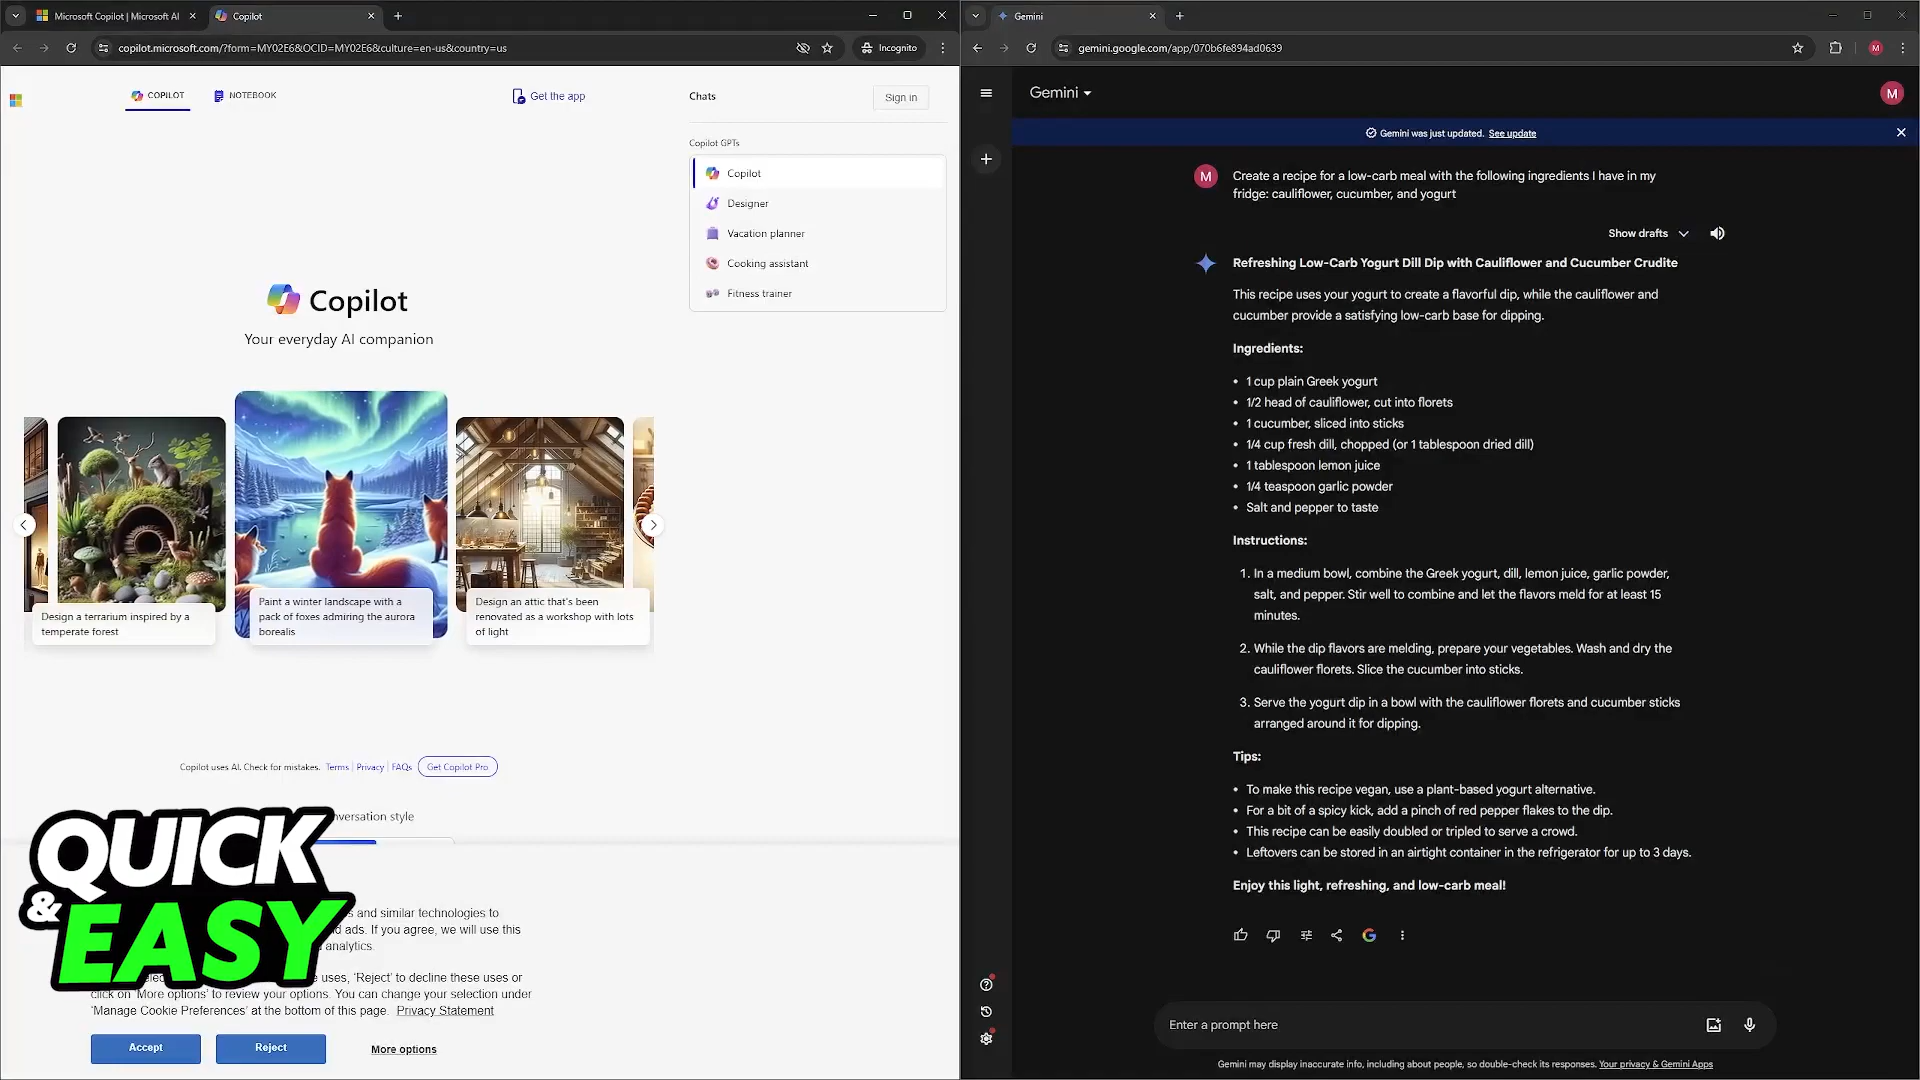 Microsoft Copilot | Microsoft AI
Copilot
copilot.microsoft.com/?form=MY02E6&OCID=MY02E6&culture=en-us&country=us
Incognito
COPILOT
NOTEBOOK
Get the app
Chats
Sign in
Copilot GPTs
Copilot
Designer
Vacation planner
Cooking assistant
Fitness trainer
Copilot
Your everyday AI companion
Design a terrarium inspired by a
temperate forest
Paint a winter landscape with a
pack of foxes admiring the aurora
borealis
Design an attic that's been
renovated as a workshop with lots
of light
Copilot uses AI. Check for mistakes. Terms | Privacy | FAQs Get Copilot Pro
style
QUICK
& EASY
and similar technologies to
ads. If you agree, we will use this
analytics.
uses, 'Reject' to decline these uses or
click on 'More options' to review your options. You can change your selection under
'Manage Cookie Preferences' at the bottom of this page. Privacy Statement
Accept
Reject
More options
Gemini
gemini.google.com/app/070b6fe894ad0639
M
Gemini
M
Gemini was just updated. See update
M
Create a recipe for a low-carb meal with the following ingredients I have in my
fridge: cauliflower, cucumber, and yogurt
Show drafts
Refreshing Low-Carb Yogurt Dill Dip with Cauliflower and Cucumber Crudite
This recipe uses your yogurt to create a flavorful dip, while the cauliflower and
cucumber provide a satisfying low-carb base for dipping.
Ingredients:
• 1 cup plain Greek yogurt
• 1/2 head of cauliflower, cut into florets
• 1 cucumber, sliced into sticks
• 1/4 cup fresh dill, chopped (or 1 tablespoon dried dill)
• 1 tablespoon lemon juice
• 1/4 teaspoon garlic powder
• Salt and pepper to taste
Instructions:
1. In a medium bowl, combine the Greek yogurt, dill, lemon juice, garlic powder,
salt, and pepper. Stir well to combine and let the flavors meld for at least 15
minutes.
2. While the dip flavors are melding, prepare your vegetables. Wash and dry the
cauliflower florets. Slice the cucumber into sticks.
3. Serve the yogurt dip in a bowl with the cauliflower florets and cucumber sticks
arranged around it for dipping.
Tips:
• To make this recipe vegan, use a plant-based yogurt alternative.
• For a bit of a spicy kick, add a pinch of red pepper flakes to the dip.
• This recipe can be easily doubled or tripled to serve a crowd.
• Leftovers can be stored in an airtight container in the refrigerator for up to 3 days.
Enjoy this light, refreshing, and low-carb meal!
Enter a prompt here
Gemini may display inaccurate info, including about people, so double-check its responses. Your privacy & Gemini Apps